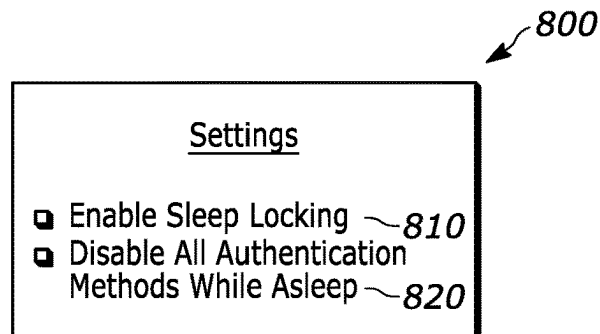 800
Settings
Enable Sleep Locking 810
Disable All Authentication
Methods While Asleep 820